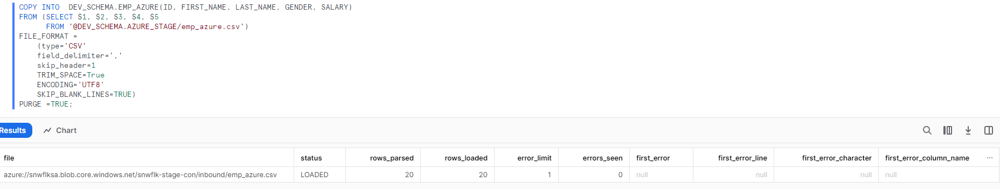 COPY INTO  DEV_SCHEMA.EMP_AZURE(ID, FIRST_NAME, LAST_NAME, GENDER, SALARY)
FROM (SELECT $1, $2, $3, $4, $5
      FROM '@DEV_SCHEMA.AZURE_STAGE/emp_azure.csv')
FILE_FORMAT =
    (type='CSV'
    field_delimiter=','
    skip_header=1
    TRIM_SPACE=True
    ENCODING='UTF8'
    SKIP_BLANK_LINES=TRUE)
PURGE =TRUE;
Results Chart
file status rows_parsed rows_loaded error_limit errors_seen first_error first_error_line first_error_character first_error_column_name ...
azure://snwflksa.blob.core.windows.net/snwflk-stage-con/inbound/emp_azure.csv LOADED 20 20 1 0 null null null null